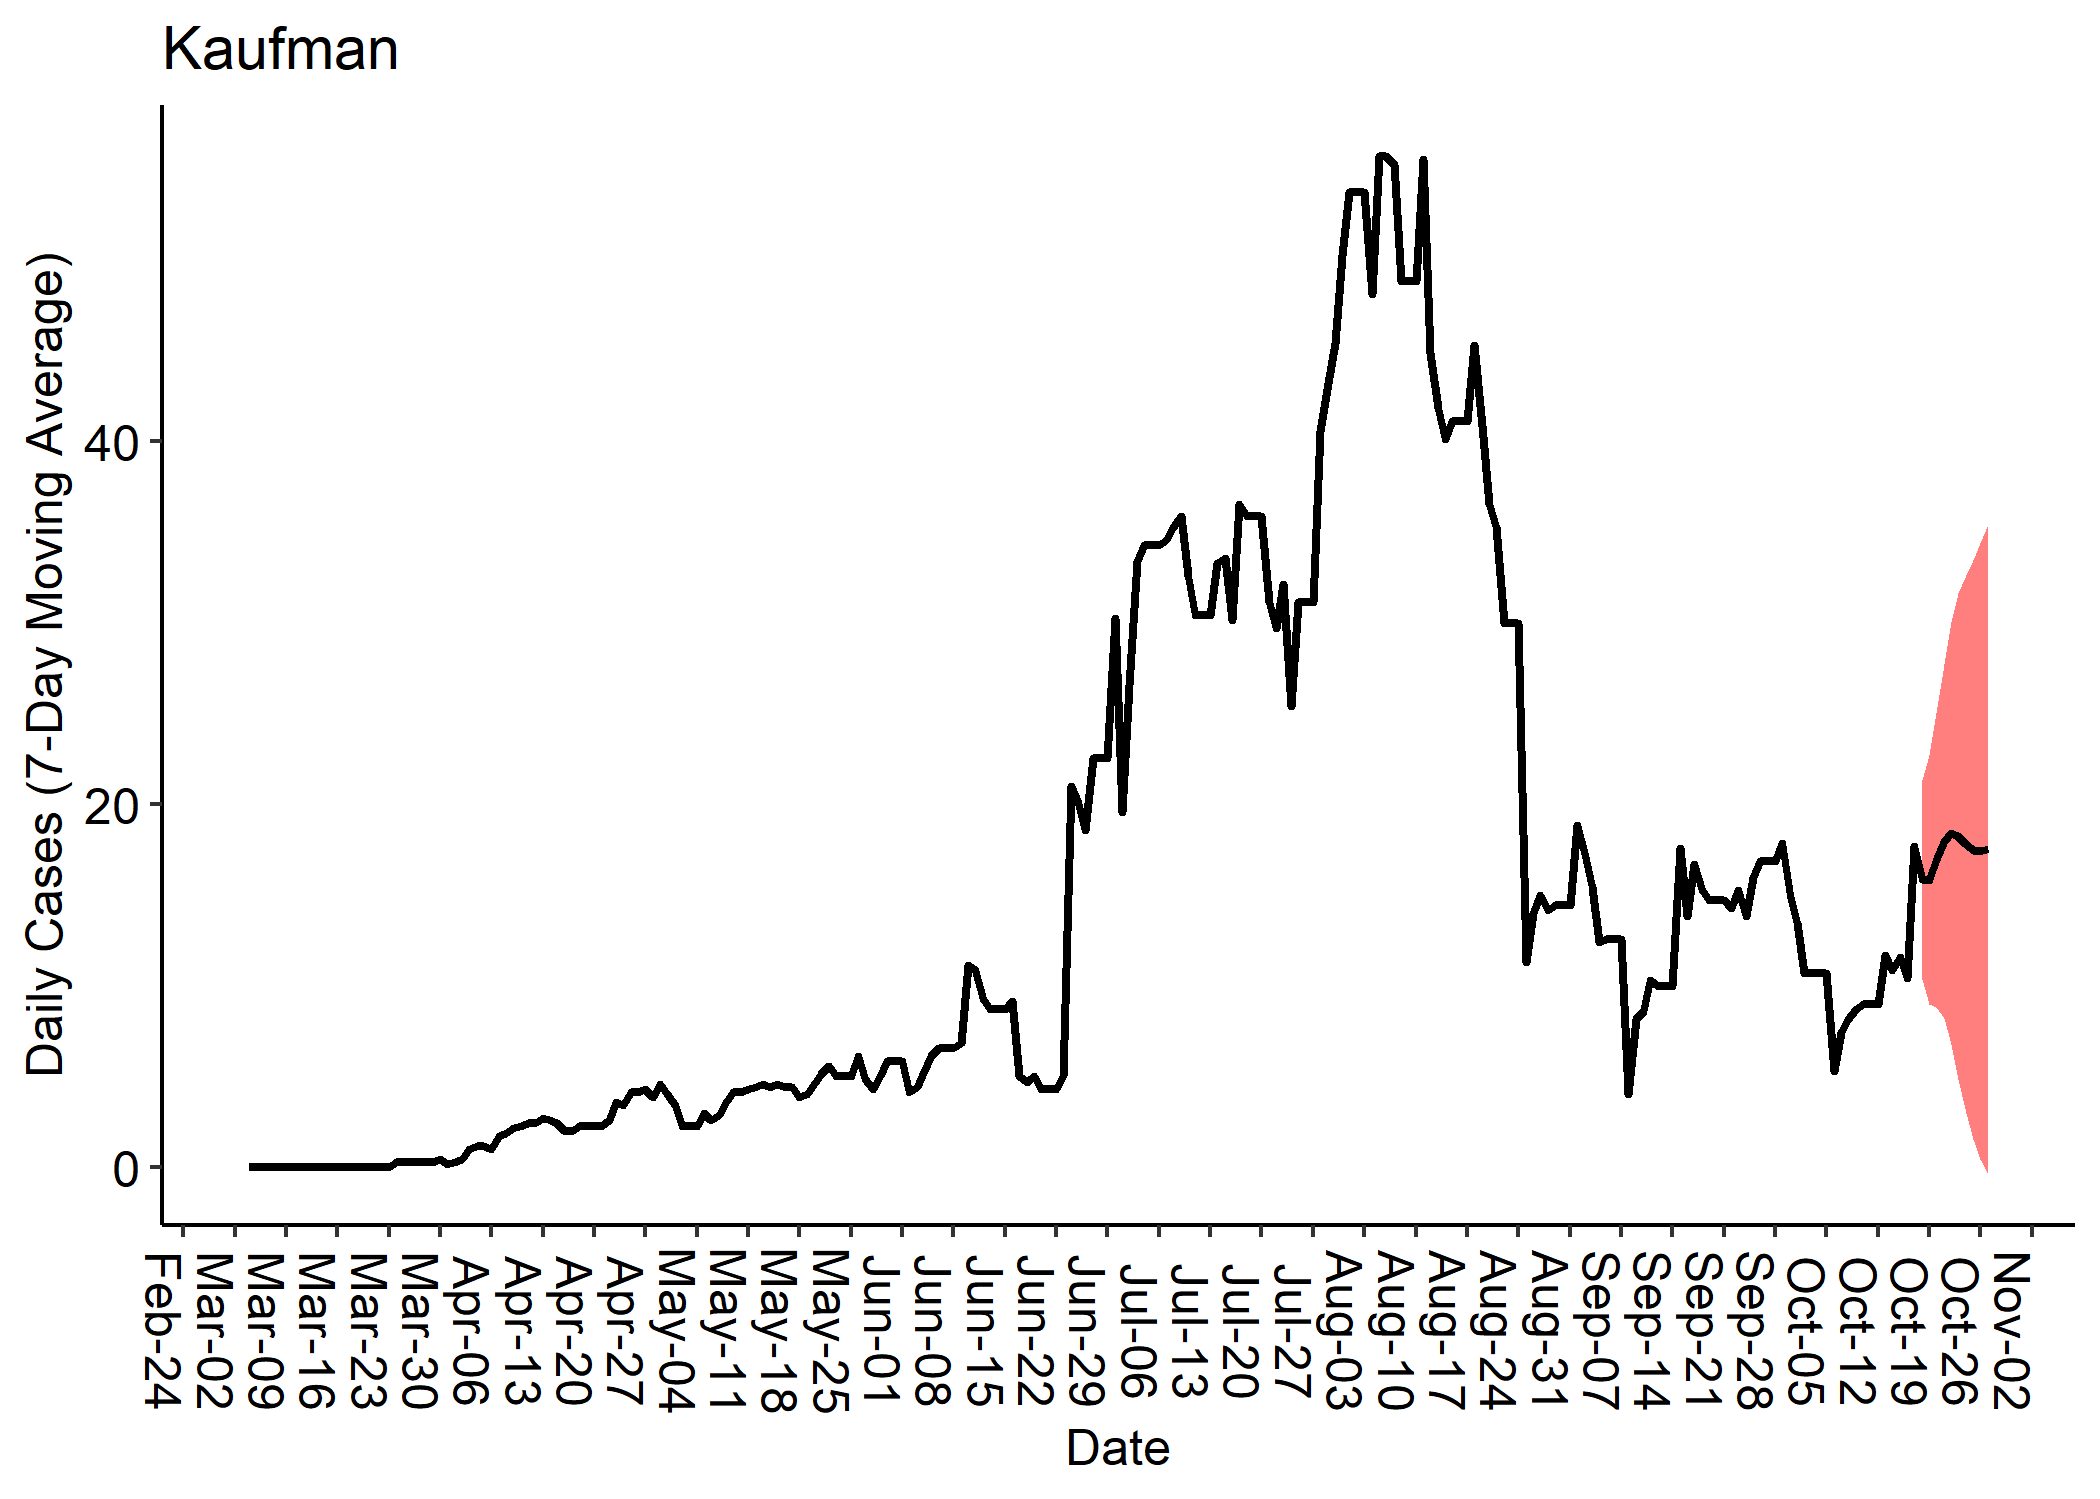 Kaufman
Daily Cases (7-Day Moving Average)
40
20
0
Feb-24
Mar-02
Mar-09
Mar-16
Mar-23
Mar-30
Apr-06
Apr-13
Apr-20
Apr-27
May-04
May-11
May-18
May-25
Jun-01
Jun-08
Jun-15
Jun-22
Jun-29
Jul-06
Jul-13
Jul-20
Jul-27
Aug-03
Aug-10
Aug-17
Aug-24
Aug-31
Sep-07
Sep-14
Sep-21
Sep-28
Oct-05
Oct-12
Oct-19
Oct-26
Nov-02
Date